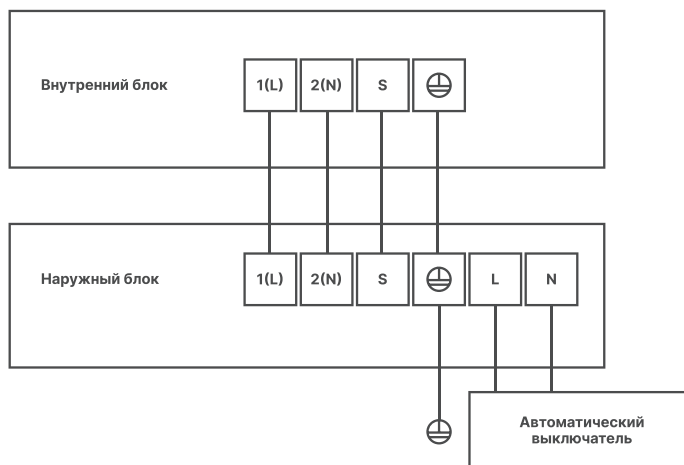 Внутренний блок
1(L) 2(N) S
Наружный блок
1(L) 2(N) S L N
Автоматический
выключатель